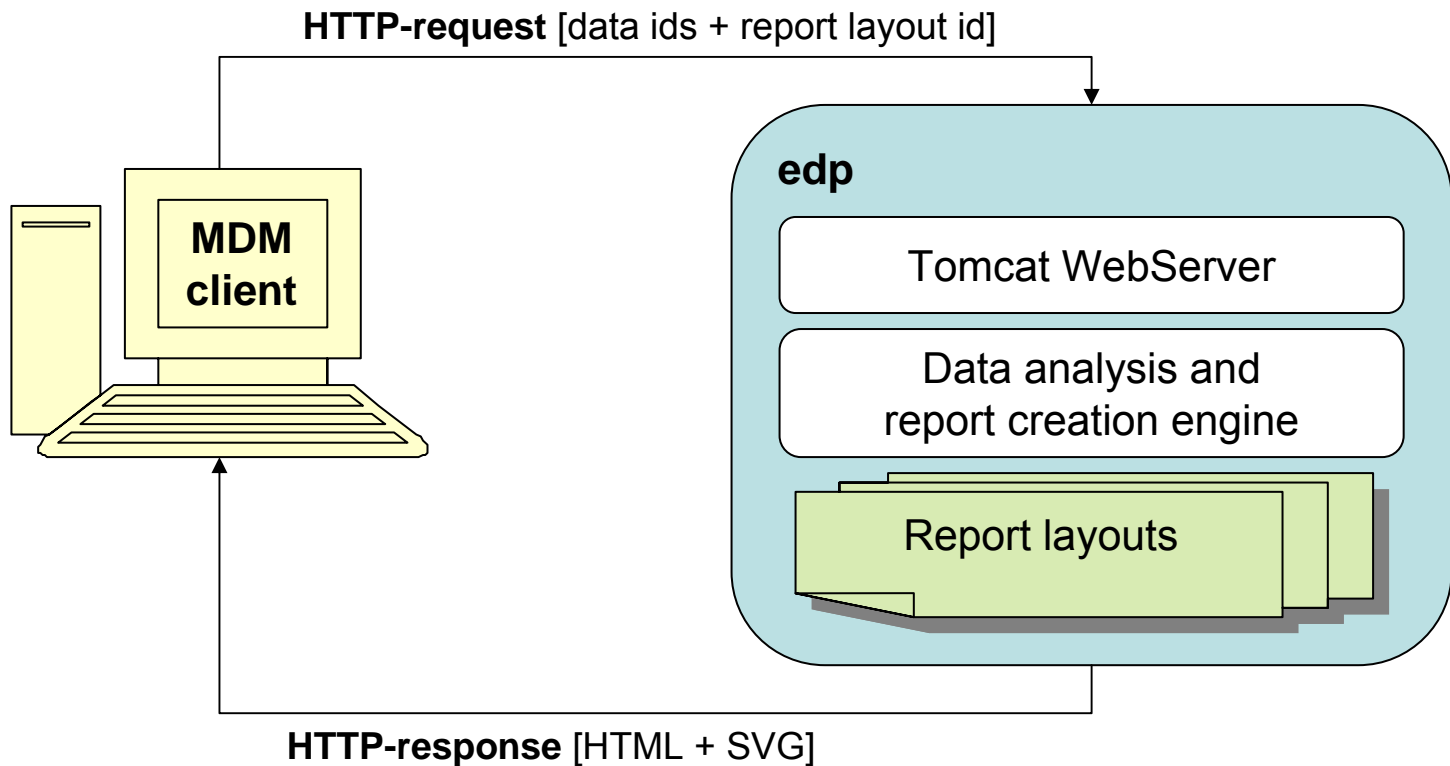 HTTP-request [data ids + report layout id]
edp
MDM
client
Tomcat WebServer
Data analysis and
report creation engine
Report layouts
HTTP-response [HTML + SVG]